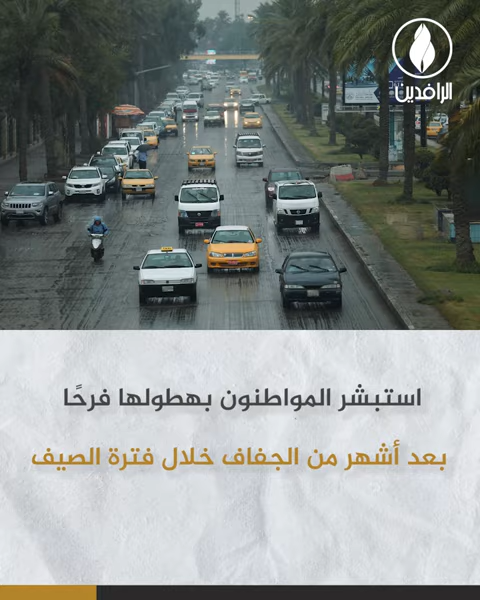 الرافدين
استبشر المواطنون بهطولها فرحًا
بعد أشهر من الجفاف خلال فترة الصيف